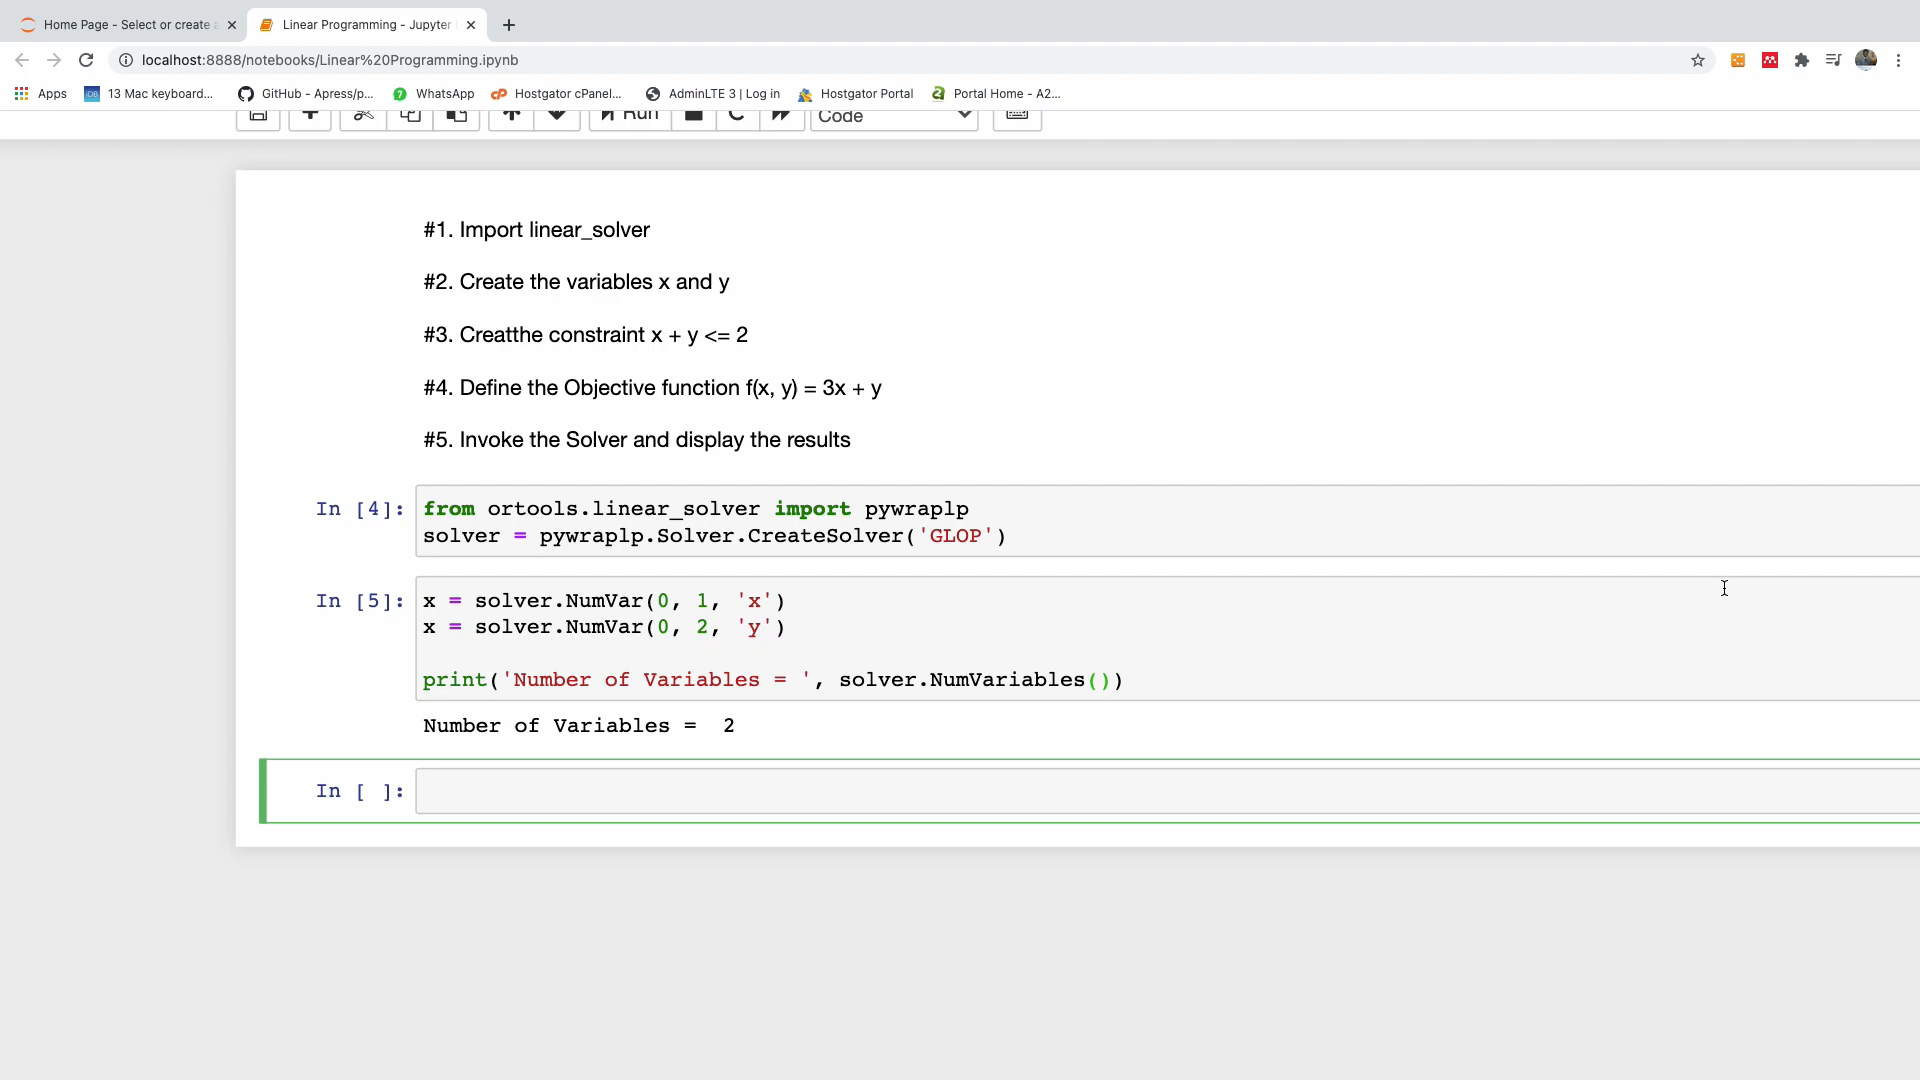 Home Page - Select or create a
Linear Programming - Jupyter
localhost:8888/notebooks/Linear%20Programming.ipynb
Apps
13 Mac keyboard...
GitHub - Apress/p...
WhatsApp
Hostgator cPanel...
AdminLTE 3 | Log in
Hostgator Portal
Portal Home - A2...
Run
Code
#1. Import linear_solver
#2. Create the variables x and y
#3. Creatthe constraint x + y <= 2
#4. Define the Objective function f(x, y) = 3x + y
#5. Invoke the Solver and display the results
In [4]:
from ortools.linear_solver import pywraplp
solver = pywraplp.Solver.CreateSolver('GLOP')
In [5]:
x = solver.NumVar(0, 1, 'x')
x = solver.NumVar(0, 2, 'y')
print('Number of Variables = ', solver.NumVariables())
Number of Variables =  2
In [ ]: